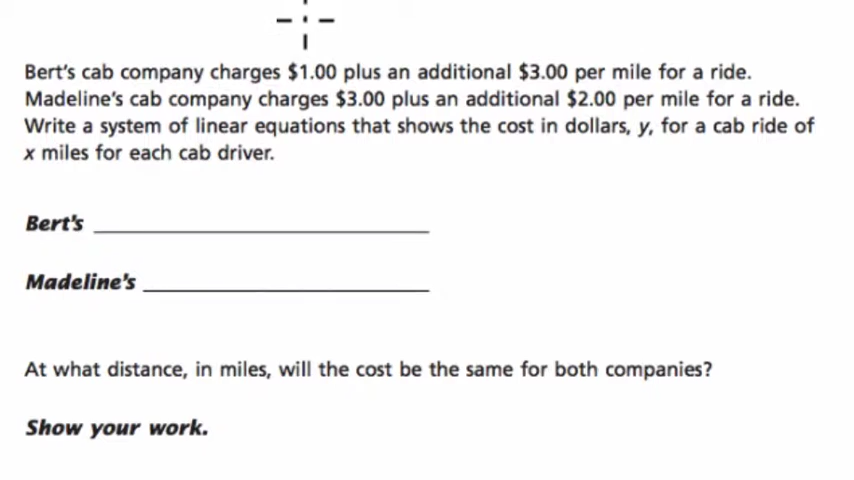 Bert's cab company charges $1.00 plus an additional $3.00 per mile for a ride.
Madeline's cab company charges $3.00 plus an additional $2.00 per mile for a ride.
Write a system of linear equations that shows the cost in dollars, y, for a cab ride of
x miles for each cab driver.
Bert's
Madeline's
At what distance, in miles, will the cost be the same for both companies?
Show your work.